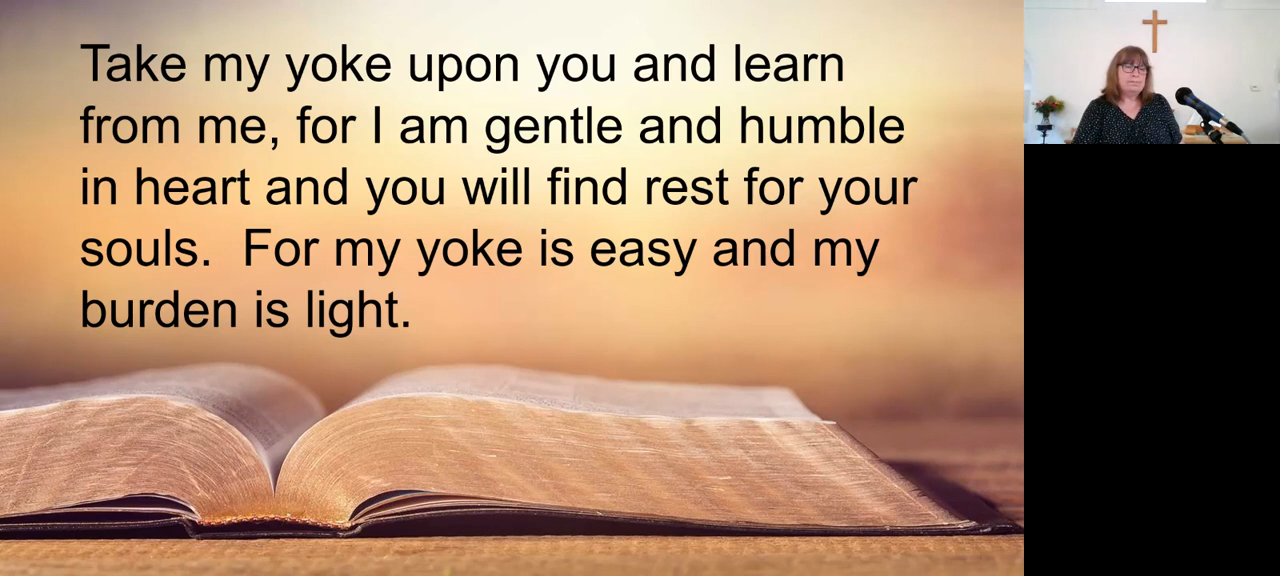 Take my yoke upon you and learn
from me, for I am gentle and humble
in heart and you will find rest for your
souls.  For my yoke is easy and my
burden is light.